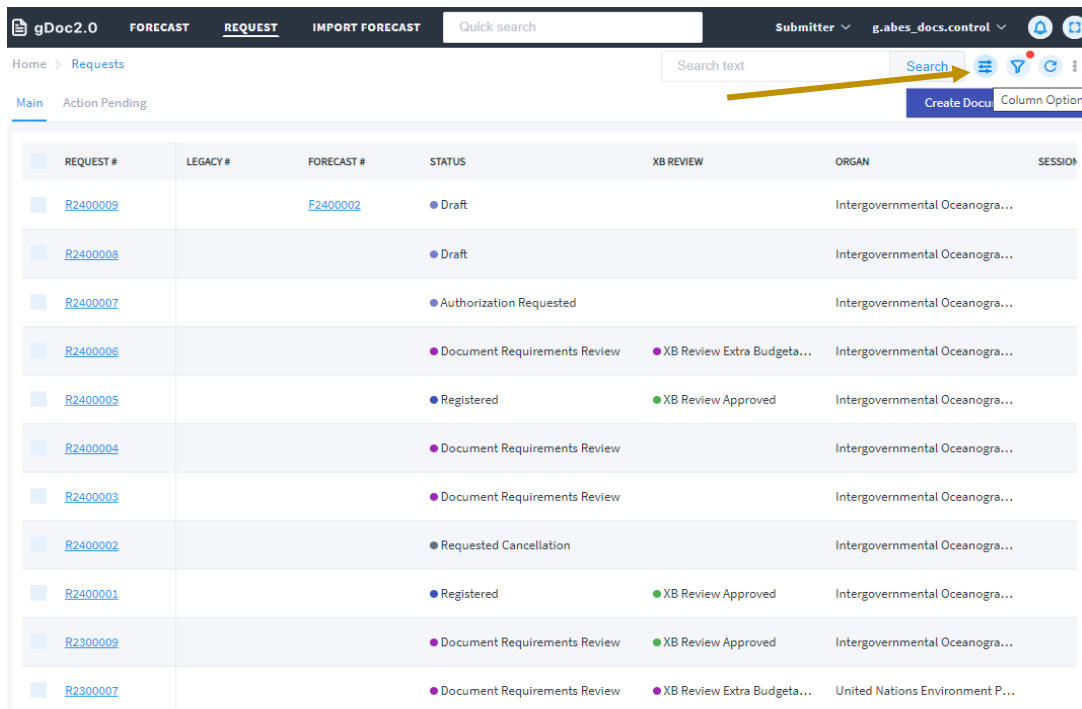 gDoc2.0 FORECAST REQUEST IMPORT FORECAST Quick search Submitter g.abes_docs.control
Home > Requests Search text Search
Main Action Pending Create Docu Column Option
REQUEST # LEGACY # FORECAST # STATUS XB REVIEW ORGAN SESSION
R2400009 F2400002 Draft Intergovernmental Oceanogra...
R2400008 Draft Intergovernmental Oceanogra...
R2400007 Authorization Requested Intergovernmental Oceanogra...
R2400006 Document Requirements Review XB Review Extra Budgeta... Intergovernmental Oceanogra...
R2400005 Registered XB Review Approved Intergovernmental Oceanogra...
R2400004 Document Requirements Review Intergovernmental Oceanogra...
R2400003 Document Requirements Review Intergovernmental Oceanogra...
R2400002 Requested Cancellation Intergovernmental Oceanogra...
R2400001 Registered XB Review Approved Intergovernmental Oceanogra...
R2300009 Document Requirements Review XB Review Approved Intergovernmental Oceanogra...
R2300007 Document Requirements Review XB Review Extra Budgeta... United Nations Environment P...